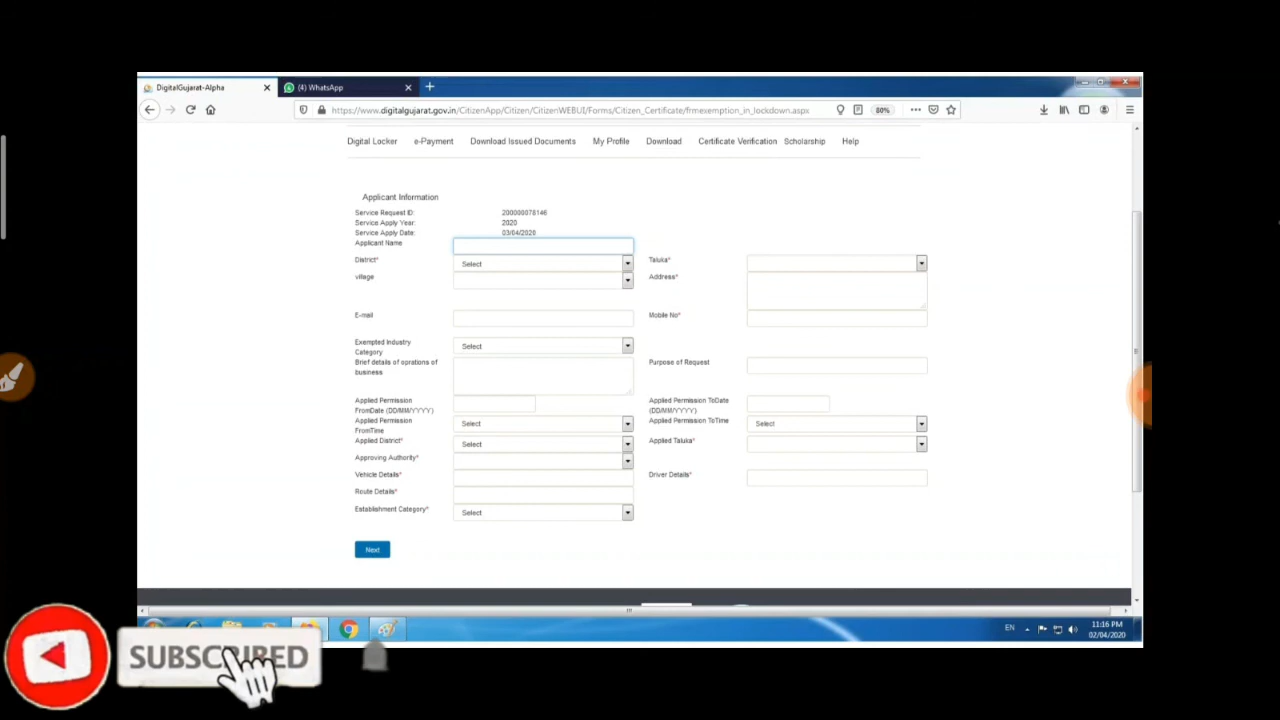 DigitalGujarat-Alpha
(4) WhatsApp
https://www.digitalgujarat.gov.in/CitizenApp/Citizen/CitizenWEBUI/Forms/Citizen_Certificate/frmexemption_in_lockdown.aspx 80%
Digital Locker e-Payment Download Issued Documents My Profile Download Certificate Verification Scholarship Help
Applicant Information
Service Request ID: 200000078146
Service Apply Year: 2020
Service Apply Date: 03/04/2020
Applicant Name
District* Select Taluka*
village Address*
E-mail Mobile No*
Exempted Industry
Category Select
Brief details of oprations of
business Purpose of Request
Applied Permission
FromDate (DD/MM/YYYY) Applied Permission ToDate
(DD/MM/YYYY)
Applied Permission
FromTime Select Applied Permission ToTime Select
Applied District* Select Applied Taluka*
Approving Authority*
Vehicle Details* Driver Details*
Route Details*
Establishment Category* Select
Next
EN 11:16 PM
02/04/2020
SUBSCRIBED